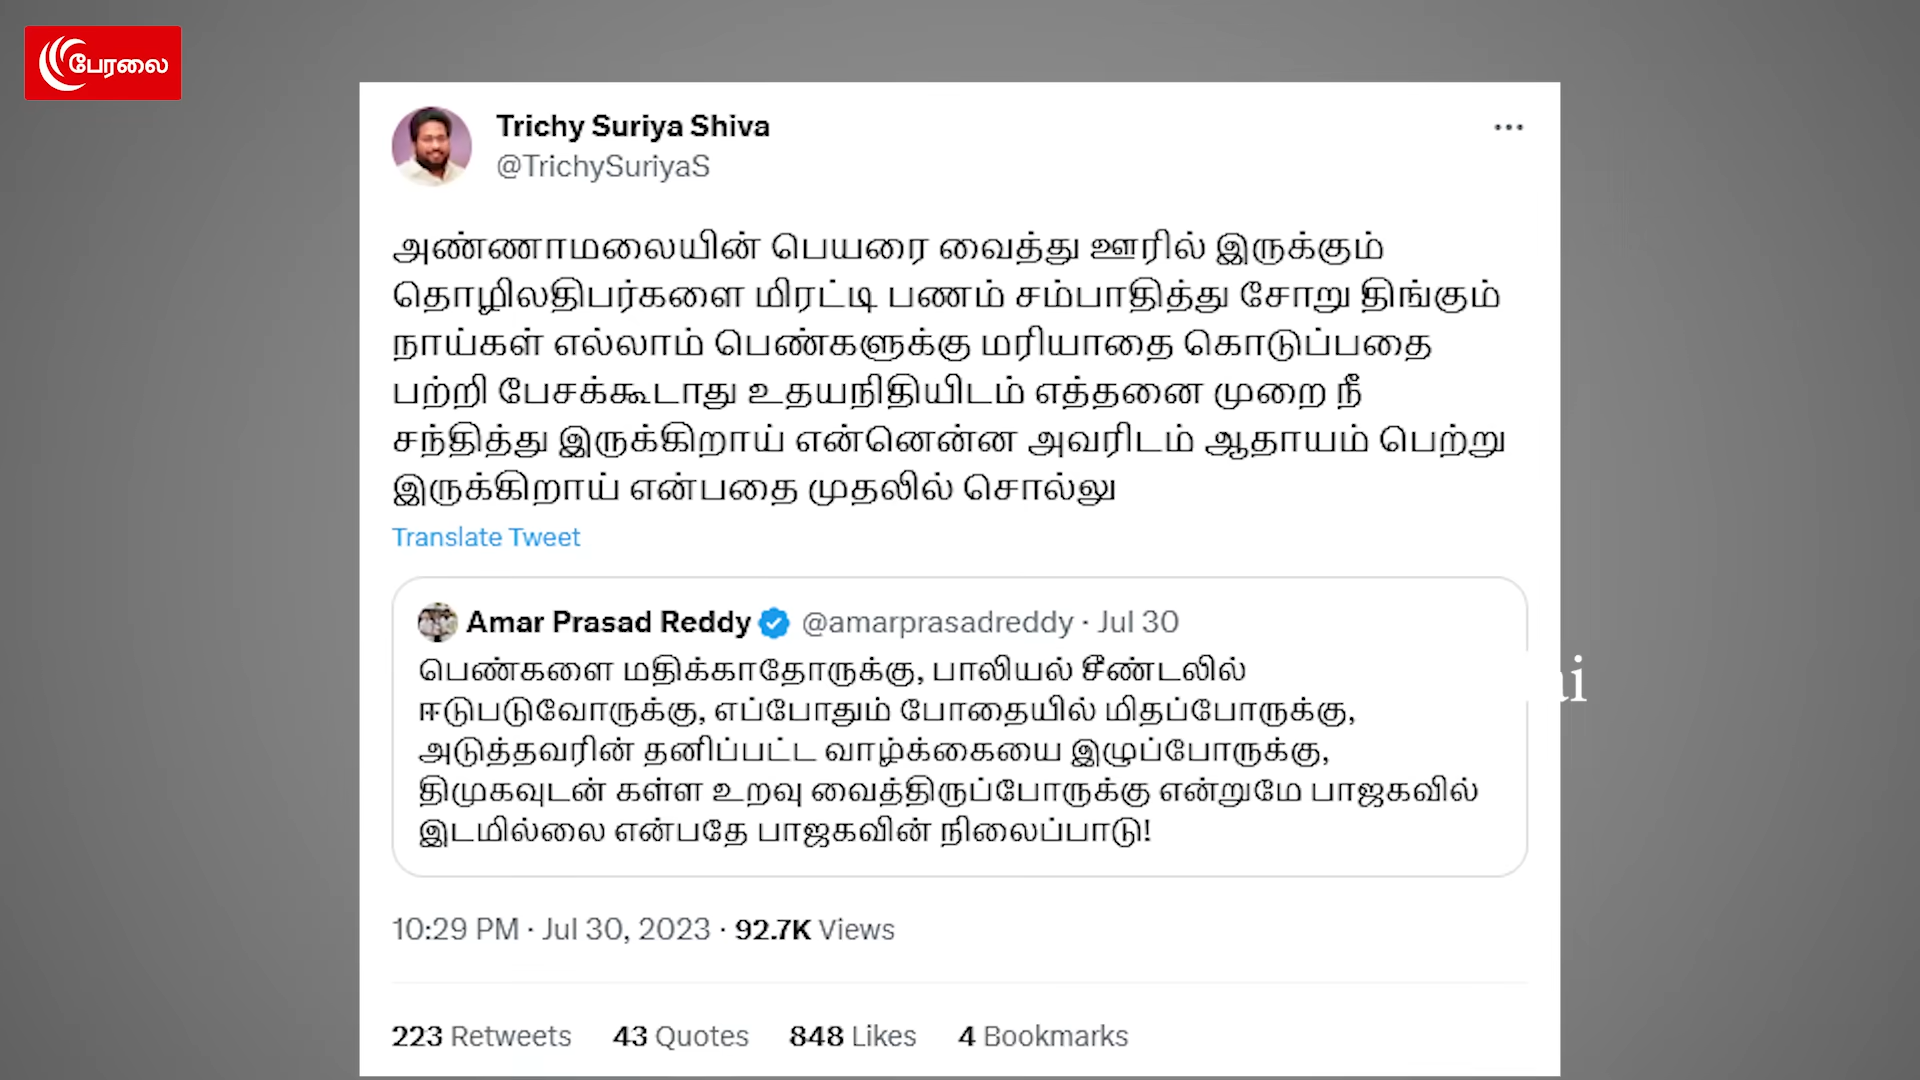 பேரலை
Trichy Suriya Shiva
@TrichySuriyaS
அண்ணாமலையின் பெயரை வைத்து ஊரில் இருக்கும்
தொழிலதிபர்களை மிரட்டி பணம் சம்பாதித்து சோறு திங்கும்
நாய்கள் எல்லாம் பெண்களுக்கு மரியாதை கொடுப்பதை
பற்றி பேசக்கூடாது உதயநிதியிடம் எத்தனை முறை நீ
சந்தித்து இருக்கிறாய் என்னென்ன அவரிடம் ஆதாயம் பெற்று
இருக்கிறாய் என்பதை முதலில் சொல்லு
Translate Tweet
Amar Prasad Reddy @amarprasadreddy · Jul 30
பெண்களை மதிக்காதோருக்கு, பாலியல் சீண்டலில்
ஈடுபடுவோருக்கு, எப்போதும் போதையில் மிதப்போருக்கு,
அடுத்தவரின் தனிப்பட்ட வாழ்க்கையை இழுப்போருக்கு,
திமுகவுடன் கள்ள உறவு வைத்திருப்போருக்கு என்றுமே பாஜகவில்
இடமில்லை என்பதே பாஜகவின் நிலைப்பாடு!
10:29 PM · Jul 30, 2023 · 92.7K Views
223 Retweets 43 Quotes 848 Likes 4 Bookmarks